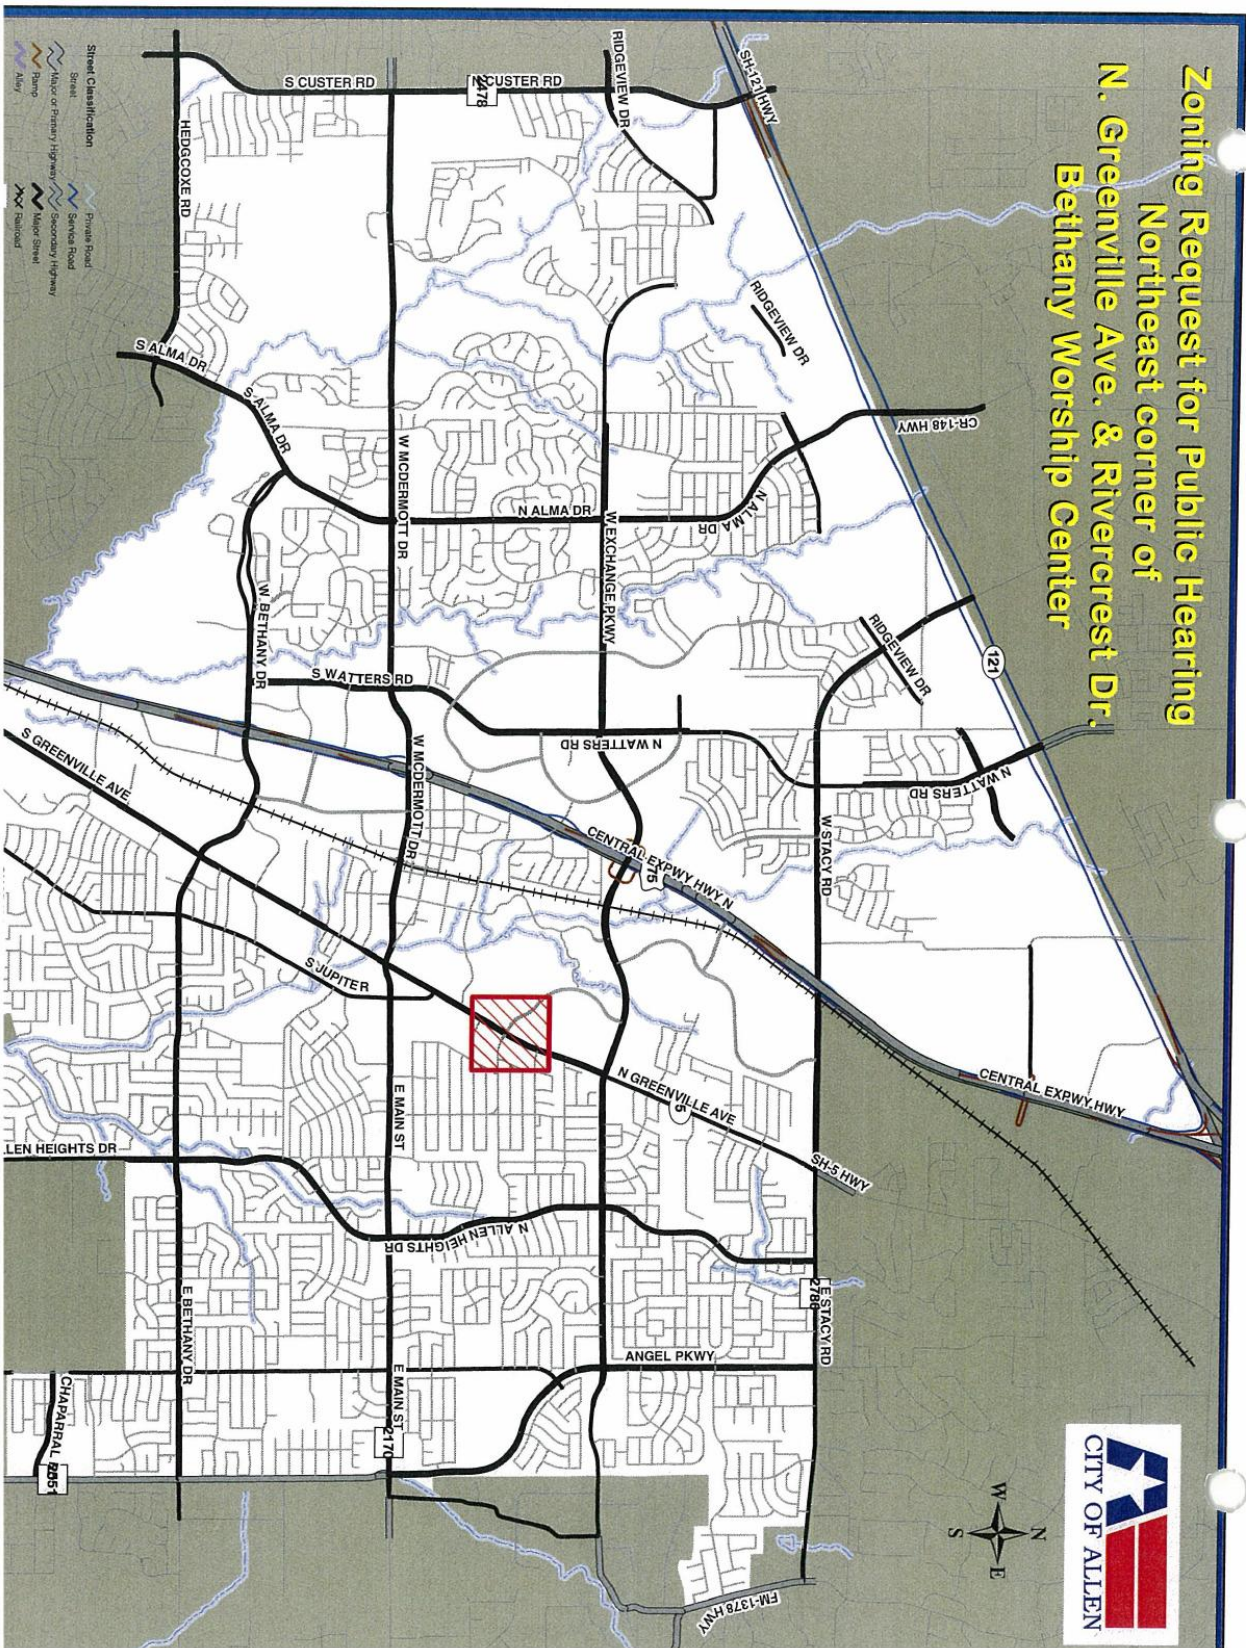 Zoning Request for Public Hearing
Northeast corner of
N. Greenville Ave. & Rivercrest Dr.
Bethany Worship Center
CITY OF ALLEN
N
W
E
S
SH-121 HWY
RIDGEVIEW DR
CUSTER RD
2478
S CUSTER RD
HEDGCOXE RD
RIDGEVIEW DR
CR-148 HWY
121
RIDGEVIEW DR
N WATTERS RD
N ALMA DR
N ALMA DR
W EXCHANGE PKWY
W MCDERMOTT DR
S ALMA DR
S ALMA DR
W. BETHANY DR
S WATTERS RD
N WATTERS RD
W STACY RD
W MCDERMOTT DR
CENTRAL EXPWY HWY N
75
CENTRAL EXPWY HWY
S GREENVILLE AVE.
S JUPITER
N GREENVILLE AVE
5
SH-5 HWY
E MAIN ST
LLEN HEIGHTS DR
N ALLEN HEIGHTS DR
E STACY RD
2786
ANGEL PKWY
E BETHANY DR
E MAIN ST
2170
CHAPARRAL
2551
FM-1378 HWY
Street Classification
Street
Major or Primary Highway
Ramp
Alley
Private Road
Service Road
Secondary Highway
Major Street
Railroad